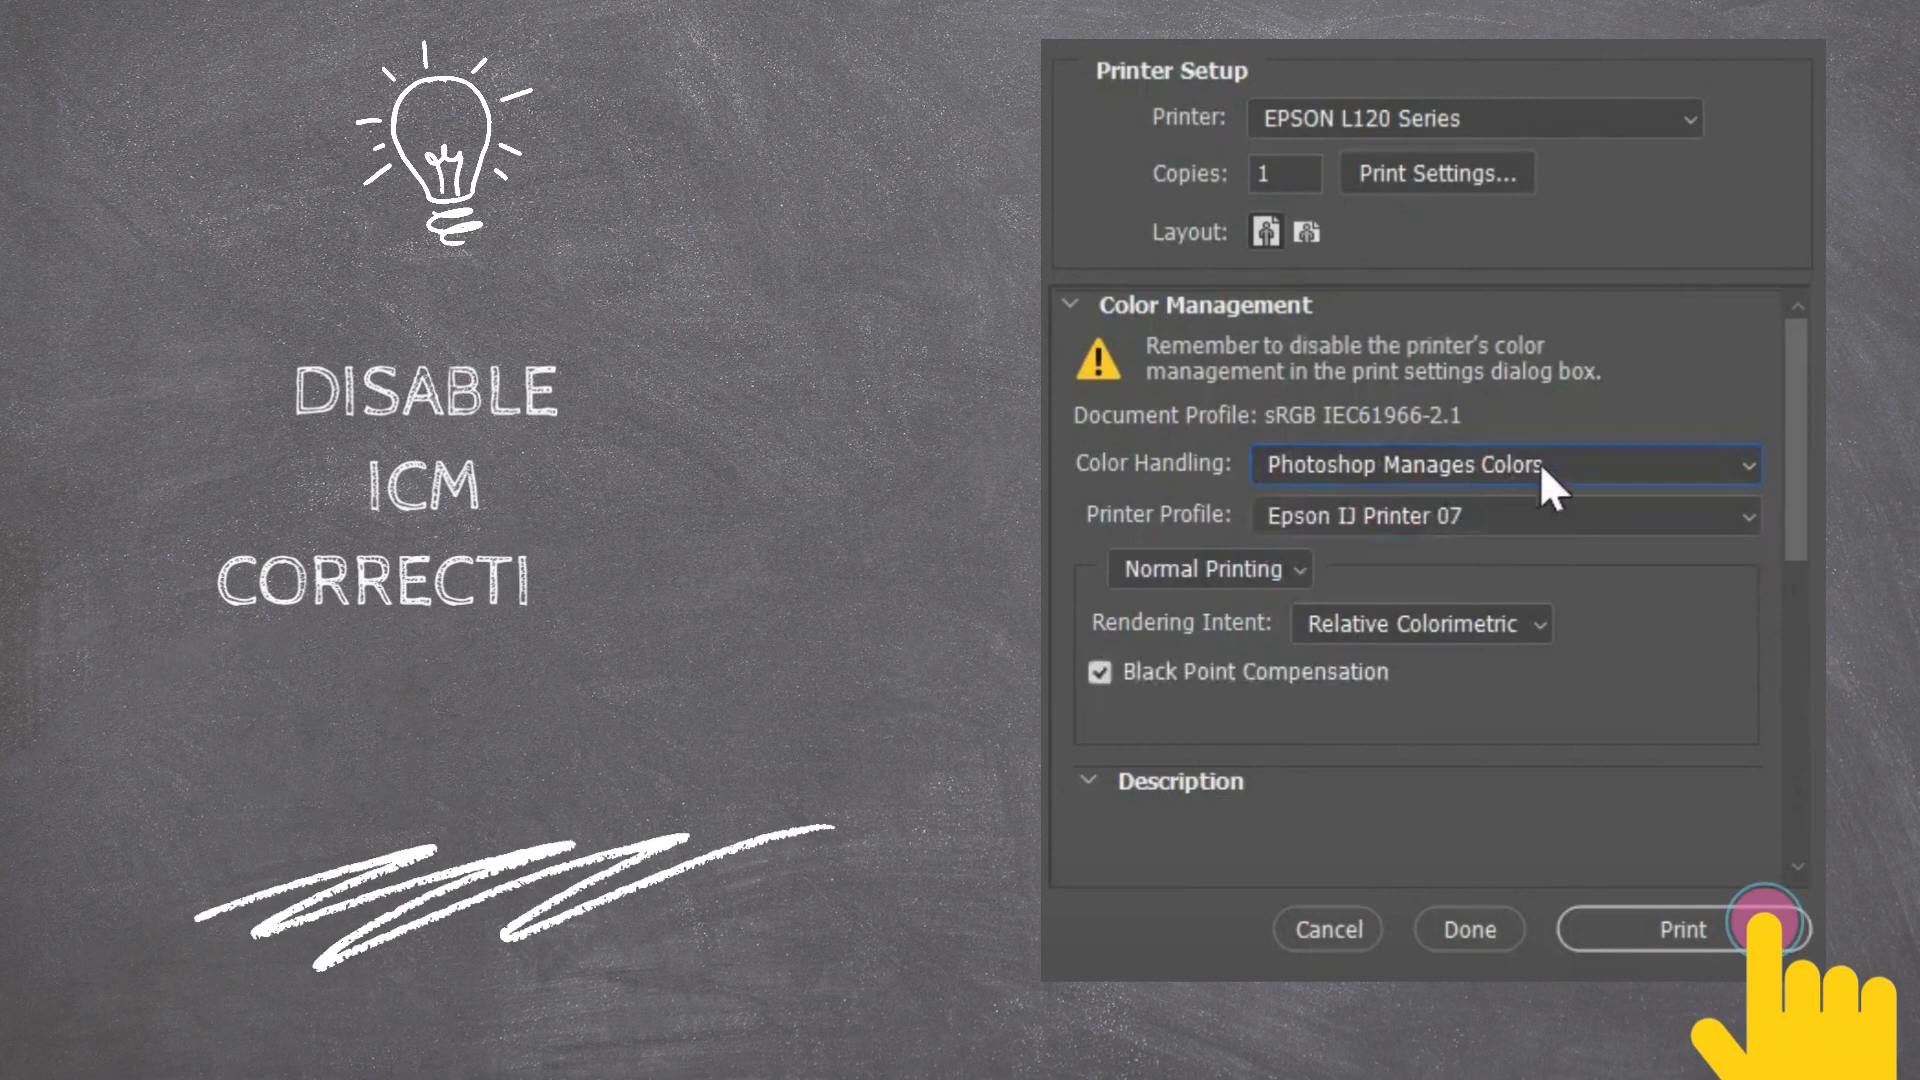 DISABLE
ICM
CORRECTI
Printer Setup
Printer: EPSON L120 Series
Copies: 1 Print Settings...
Layout:
Color Management
Remember to disable the printer's color
management in the print settings dialog box.
Document Profile: sRGB IEC61966-2.1
Color Handling: Photoshop Manages Colors
Printer Profile: Epson IJ Printer 07
Normal Printing
Rendering Intent: Relative Colorimetric
Black Point Compensation
Description
Cancel Done Print